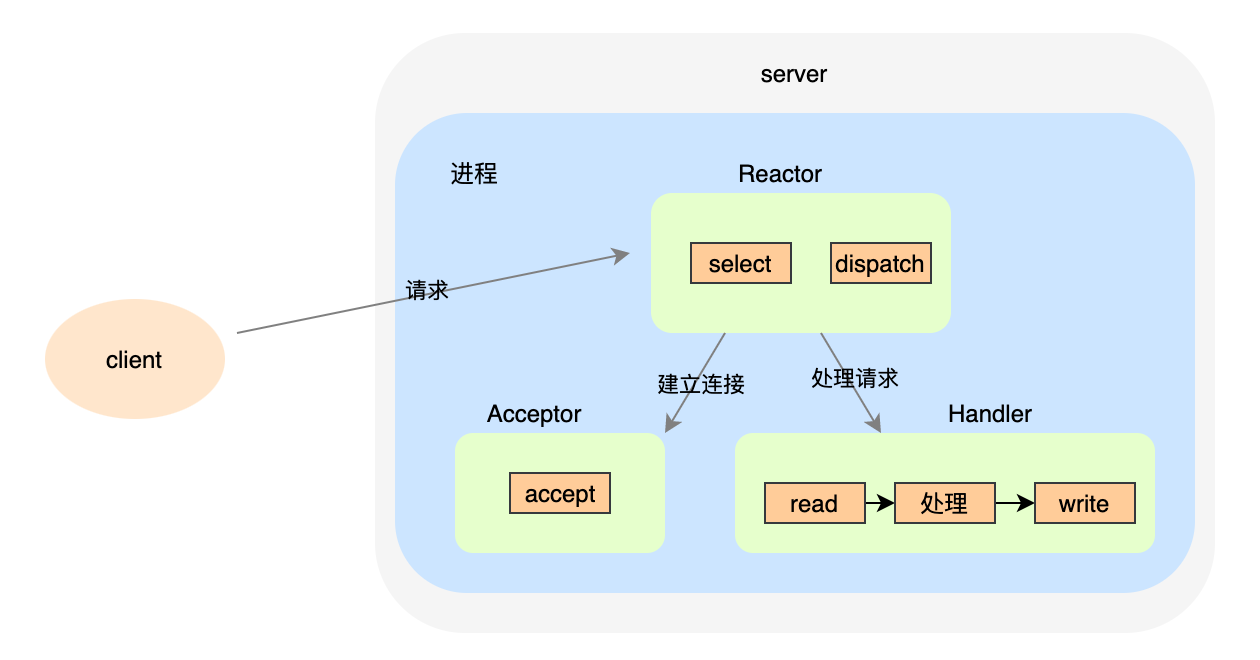 server
进程
Reactor
select
dispatch
请求
client
建立连接
处理请求
Acceptor
Handler
accept
read
处理
write